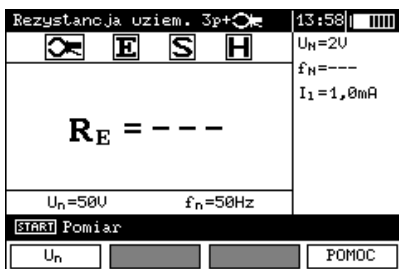 Rezystancja uziem. 3p+
13:58
E S H
UN=2V
fN=---
I1=1,0mA
RE = ---
Un=50V fn=50Hz
START Pomiar
Un POMOC